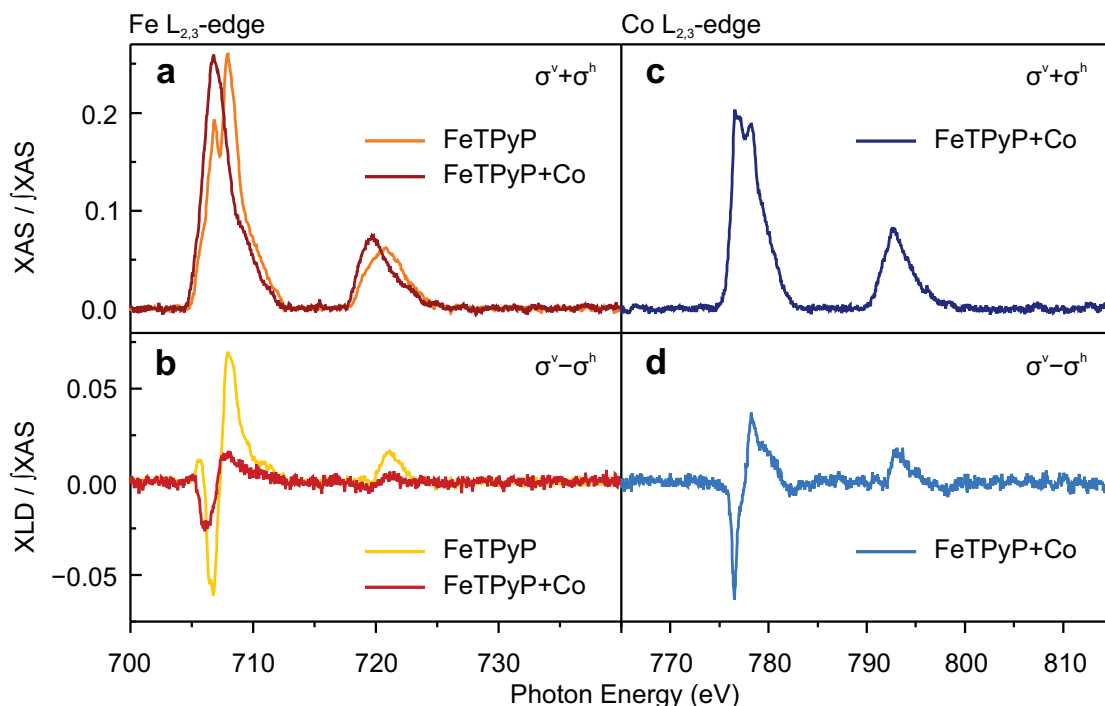 Fe L₂,₃-edge
Co L₂,₃-edge
a
σᵛ+σʰ
FeTPyP
FeTPyP+Co
c
σᵛ+σʰ
FeTPyP+Co
XAS / ∫XAS
0.2
0.1
0.0
b
σᵛ−σʰ
FeTPyP
FeTPyP+Co
d
σᵛ−σʰ
FeTPyP+Co
XLD / ∫XAS
0.05
0.00
−0.05
700 710 720 730
770 780 790 800 810
Photon Energy (eV)